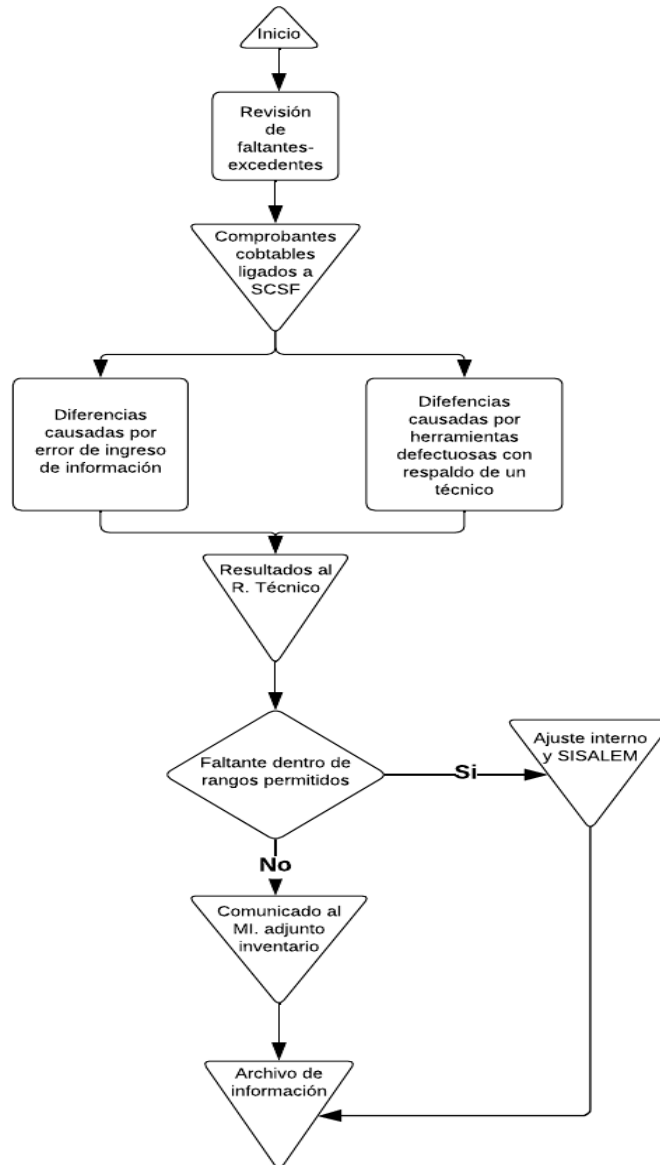 Inicio
Revisión
de
faltantes-
excedentes
Comprobantes
cobtables
ligados a
SCSF
Diferencias
causadas por
error de ingreso
de información
Difefencias
causadas por
herramientas
defectuosas con
respaldo de un
técnico
Resultados al
R. Técnico
Faltante dentro de
rangos permitidos
Si
Ajuste interno
y SISALEM
No
Comunicado al
MI. adjunto
inventario
Archivo de
información